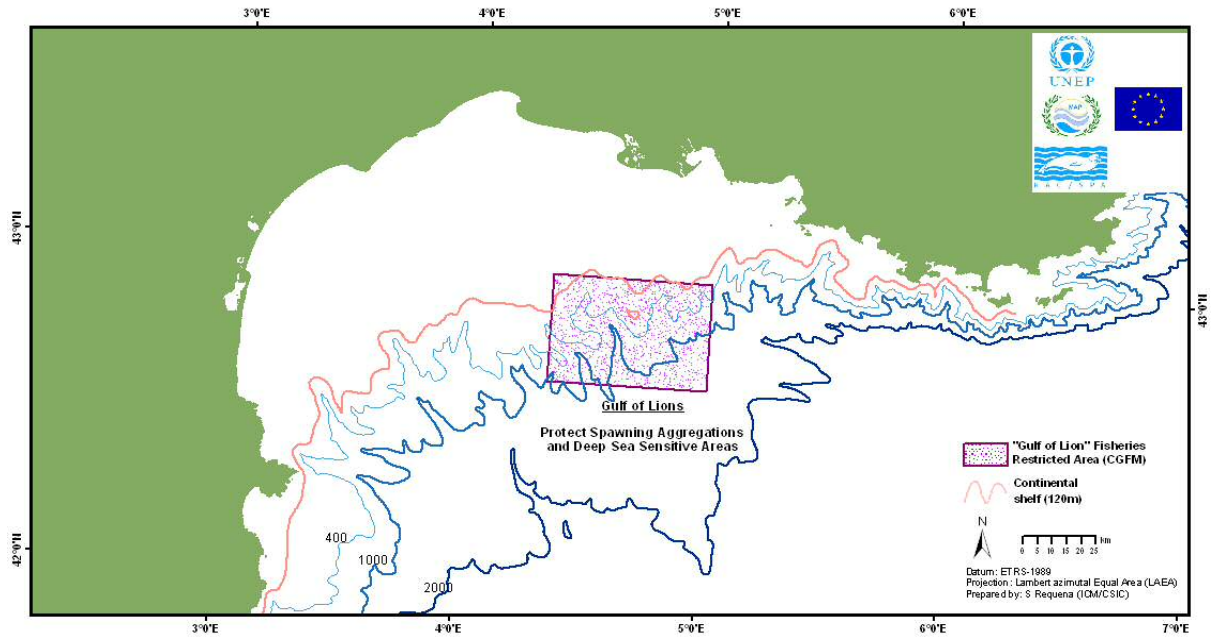 3°0'E 4°0'E 5°0'E 6°0'E
UNEP
MAP
RAC/SPA
43°0'N
43°0'N
Gulf of Lions
Protect Spawning Aggregations
and Deep Sea Sensitive Areas
"Gulf of Lion" Fisheries
Restricted Area (CGFM)
Continental
shelf (120m)
N
400
1000
2000
42°0'N
0 5 10 15 20 25 km
Datum: ETRS-1989
Projection: Lambert azimutal Equal Area (LAEA)
Prepared by: S Requena (ICM/CSIC)
3°0'E 4°0'E 5°0'E 6°0'E 7°0'E